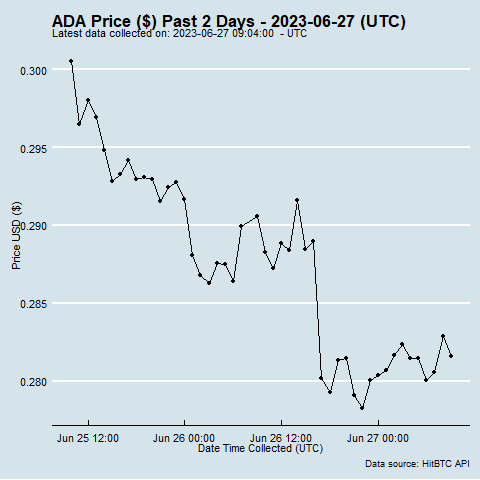 ADA Price ($) Past 2 Days - 2023-06-27 (UTC)
Latest data collected on: 2023-06-27 09:04:00 - UTC
0.300
0.295
0.290
0.285
0.280
Price USD ($)
Jun 25 12:00 Jun 26 00:00 Jun 26 12:00 Jun 27 00:00
Date Time Collected (UTC)
Data source: HitBTC API